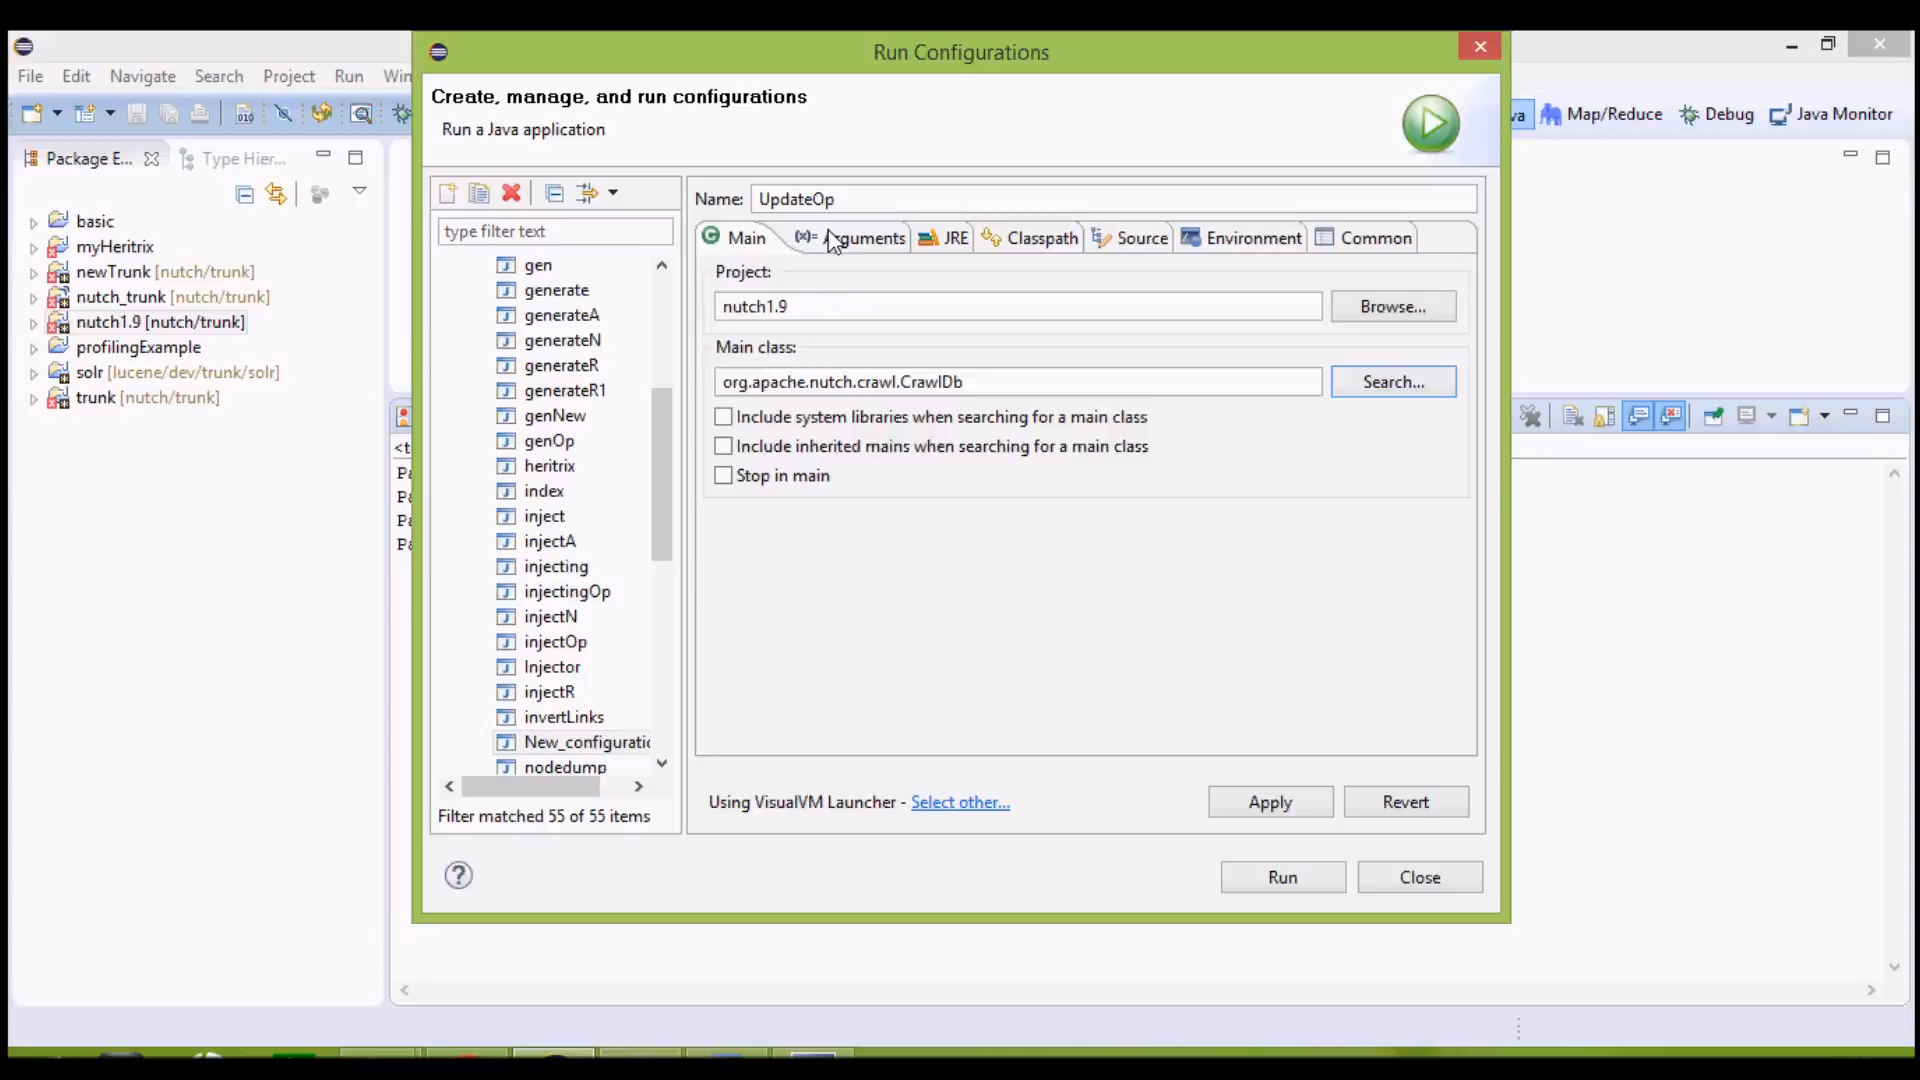 Run Configurations
File Edit Navigate Search Project Run Win
Create, manage, and run configurations
Run a Java application
Map/Reduce Debug Java Monitor
Package E... Type Hier...
basic
myHeritrix
newTrunk [nutch/trunk]
nutch_trunk [nutch/trunk]
nutch1.9 [nutch/trunk]
profilingExample
solr [lucene/dev/trunk/solr]
trunk [nutch/trunk]
type filter text
gen
generate
generateA
generateN
generateR
generateR1
genNew
genOp
heritrix
index
inject
injectA
injecting
injectingOp
injectN
injectOp
Injector
injectR
invertLinks
New_configuratio
nodedump
Filter matched 55 of 55 items
Name: UpdateOp
Main (x)= Arguments JRE Classpath Source Environment Common
Project:
nutch1.9 Browse...
Main class:
org.apache.nutch.crawl.CrawlDb Search...
Include system libraries when searching for a main class
Include inherited mains when searching for a main class
Stop in main
Using VisualVM Launcher - Select other... Apply Revert
Run Close